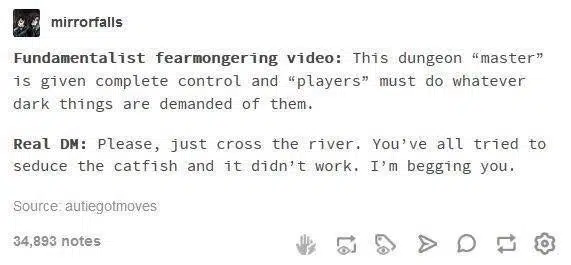 mirrorfalls
Fundamentalist fearmongering video: This dungeon “master”
is given complete control and “players” must do whatever
dark things are demanded of them.
Real DM: Please, just cross the river. You’ve all tried to
seduce the catfish and it didn’t work. I’m begging you.
Source: autiegotmoves
34,893 notes